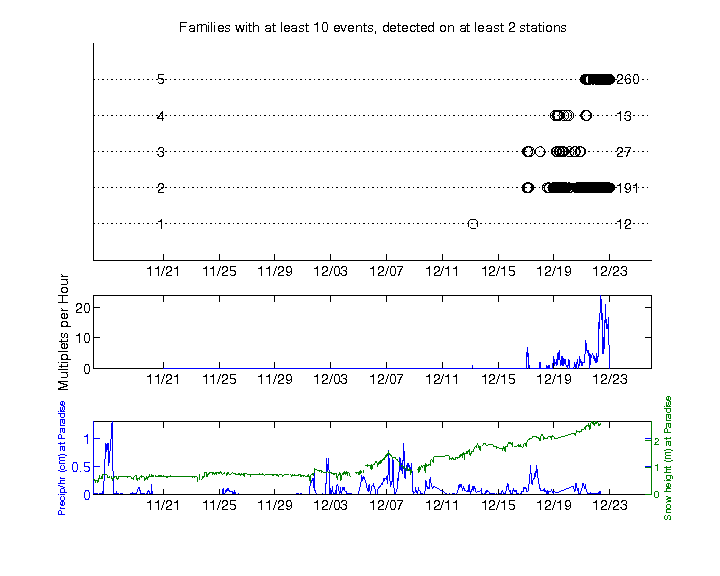 Families with at least 10 events, detected on at least 2 stations
5 260
4 13
3 27
2 191
1 12
11/21 11/25 11/29 12/03 12/07 12/11 12/15 12/19 12/23
Multiplets per Hour
20
10
0
11/21 11/25 11/29 12/03 12/07 12/11 12/15 12/19 12/23
Precip/hr (cm) at Paradise
1
0.5
0
2
1
0
Snow height (m) at Paradise
11/21 11/25 11/29 12/03 12/07 12/11 12/15 12/19 12/23